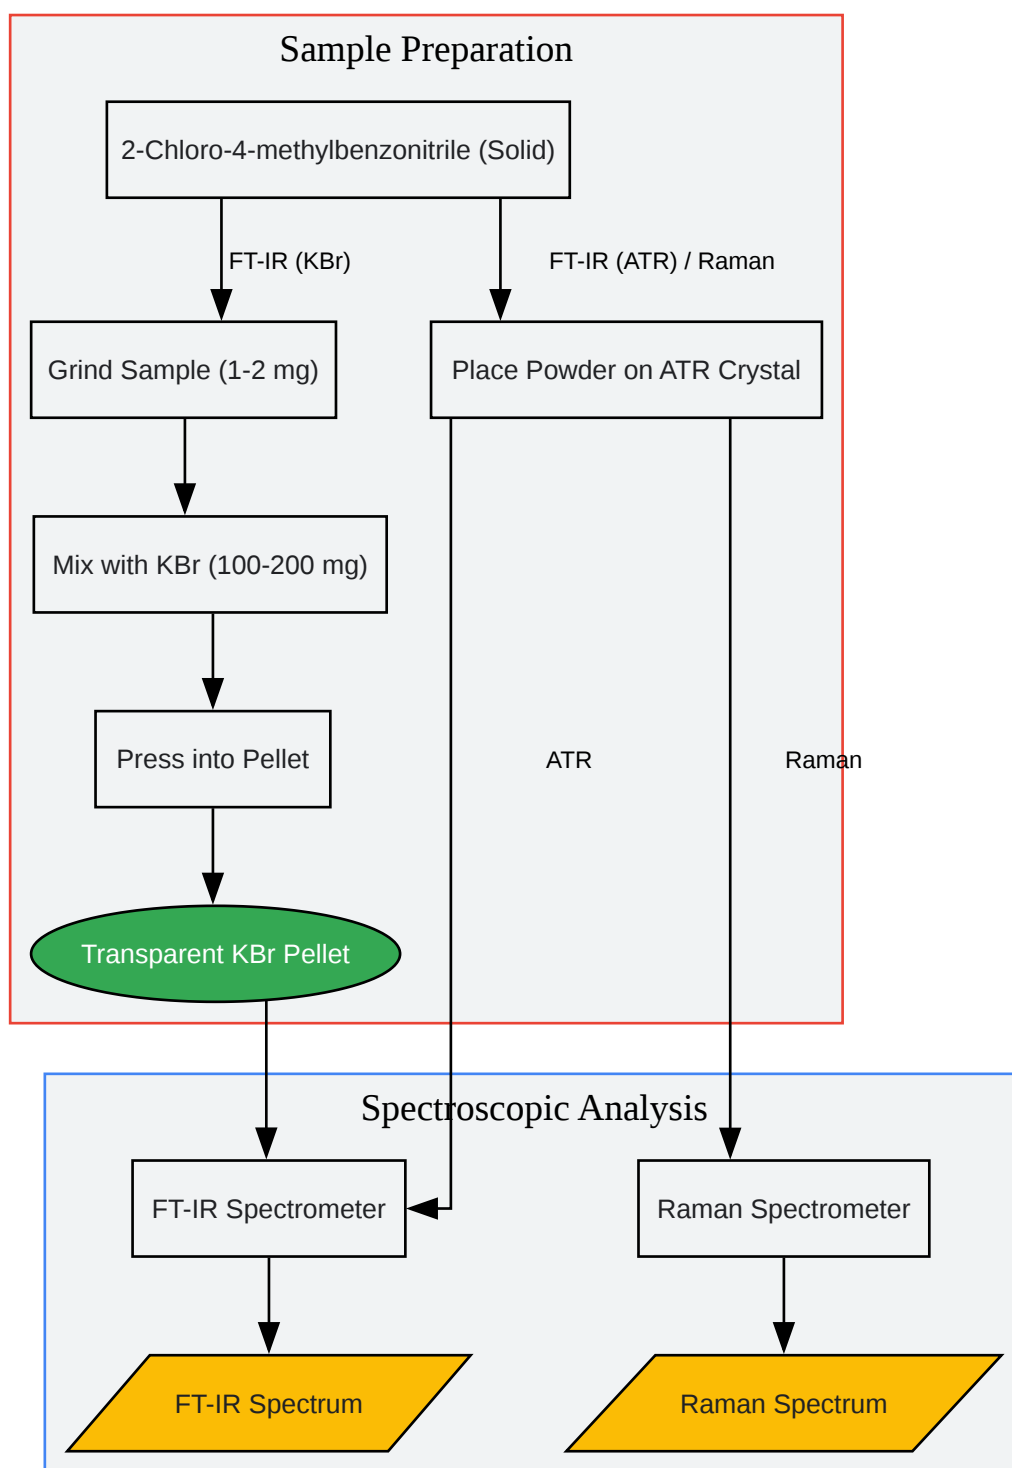 Sample Preparation
2-Chloro-4-methylbenzonitrile (Solid)
FT-IR (KBr)
FT-IR (ATR) / Raman
Grind Sample (1-2 mg)
Place Powder on ATR Crystal
Mix with KBr (100-200 mg)
Press into Pellet
ATR
Raman
Transparent KBr Pellet
Spectroscopic Analysis
FT-IR Spectrometer
Raman Spectrometer
FT-IR Spectrum
Raman Spectrum